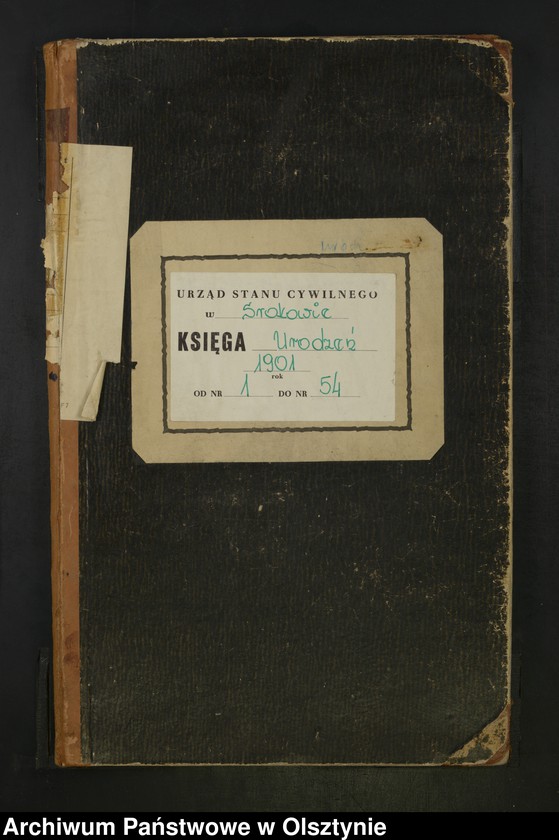 URZĄD STANU CYWILNEGO
w Srokowie
KSIĘGA Urodzeń
1901
rok
OD NR 1 DO NR 54
Archiwum Państwowe w Olsztynie